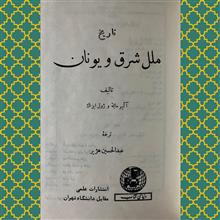 تاریخ
ملل شرق و یونان
تألیف
آلبر ماله و ژول ایزاک
ترجمهٔ
عبدالحسین هژیر
انتشارات علمی
مقابل دانشگاه تهران